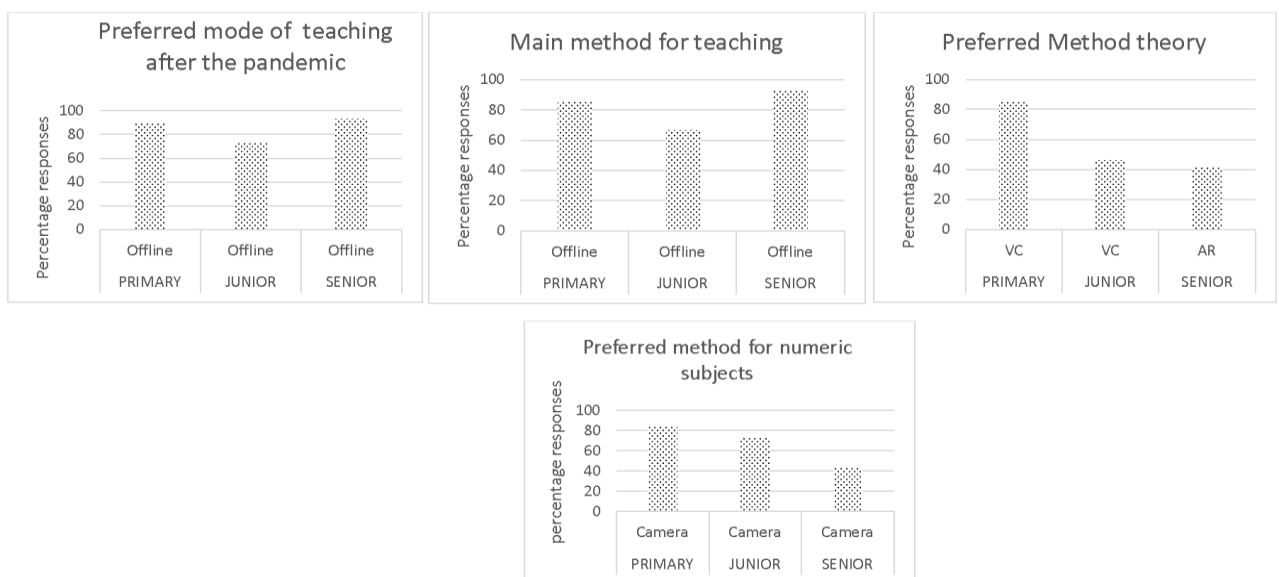 Preferred mode of teaching
after the pandemic
Percentage responses
100
80
60
40
20
0
Offline Offline Offline
PRIMARY JUNIOR SENIOR
Main method for teaching
Percentage responses
100
80
60
40
20
0
Offline Offline Offline
PRIMARY JUNIOR SENIOR
Preferred Method theory
Percentage responses
100
80
60
40
20
0
VC VC AR
PRIMARY JUNIOR SENIOR
Preferred method for numeric
subjects
percentage responses
100
80
60
40
20
0
Camera Camera Camera
PRIMARY JUNIOR SENIOR